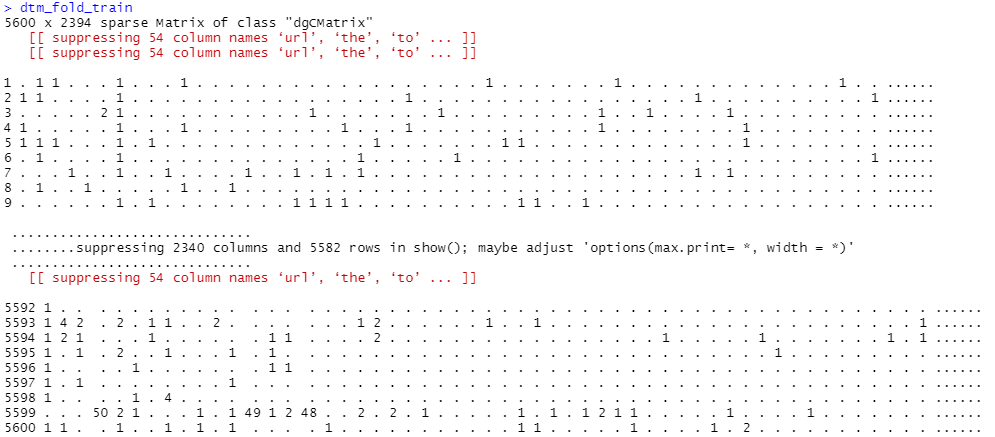 > dtm_fold_train
5600 x 2394 sparse Matrix of class "dgCMatrix"
[[ suppressing 54 column names ‘url’, ‘the’, ‘to’ ... ]]
[[ suppressing 54 column names ‘url’, ‘the’, ‘to’ ... ]]
1 . 1 1 . . . 1 . . . 1 . . . . . . . . . . . . . . . . . . 1 . . . . . . . 1 . . . . . . . . . . . . . 1 . . ......
2 1 1 . . . . 1 . . . . . . . . . . . . . . . . . 1 . . . . . . . . . . . . . . . . . 1 . . . . . . . . . . 1 ......
3 . . . . . 2 1 . . . . . . . . . . . 1 . . . . . . . 1 . . . . . . . . . 1 . . 1 . . . . 1 . . . . . . . . . ......
4 1 . . . . . 1 . . . 1 . . . . . . . . . 1 . . . 1 . . . . . . . . . . . 1 . . . . . . . . 1 . . . . . . . . ......
5 1 1 1 . . . 1 . 1 . . . . . . . . . . . . . 1 . . . . . . . 1 1 . . . . . . . . . . . . . 1 . . . . . . . . ......
6 . 1 . . . . 1 . . . . . . . . . . . . . . 1 . . . . . 1 . . . . . . . . . . . . . . . . . . . . . . . . . 1 ......
7 . . . 1 . . 1 . . 1 . . . . 1 . . 1 . 1 . 1 . . . . . . . . . . . . . . . . . . . . 1 . 1 . . . . . . . . . ......
8 . 1 . . 1 . . . . . 1 . . 1 . . . . . . . . . . . . . . . . . . . . . . . . . . . . . . . . . . . . . . . . ......
9 . . . . . . 1 . 1 . . . . . . . . 1 1 1 1 . . . . . . . . . . 1 1 . . 1 . . . . . . . . . . . . . . . . . . ......
..............................
........suppressing 2340 columns and 5582 rows in show(); maybe adjust 'options(max.print= *, width = *)'
..............................
[[ suppressing 54 column names ‘url’, ‘the’, ‘to’ ... ]]
5592 1 . . . . . . . . . . . . . . . . . . . . . . . . . . . . . . . . . . . . . . . . . . . . . . . . . . . . . ......
5593 1 4 2 . 2 . 1 1 . . 2 . . . . . . . 1 2 . . . . . . 1 . . 1 . . . . . . . . . . . . . . . . . . . . . . . 1 ......
5594 1 2 1 . . . 1 . . . . . . 1 1 . . . . 2 . . . . . . . . . . . . . . . . . 1 . . . . . 1 . . . . . . . 1 . 1 ......
5595 1 . 1 . 2 . . 1 . . . 1 . 1 . . . . . . . . . . . . . . . . . . . . . . . . . . . . . . 1 . . . . . . . . . ......
5596 1 . . . . 1 . . . . . . . 1 1 . . . . . . . . . . . . . . . . . . . . . . . . . . . . . . . . . . . . . . . ......
5597 1 . 1 . . . . . . . . 1 . . . . . . . . . . . . . . . . . . . . . . . . . . . . . . . . . . . . . . . . . . ......
5598 1 . . . . 1 . 4 . . . . . . . . . . . . . . . . . . . . . . . . . . . . . . . . . . . . . . . . . . . . . . ......
5599 . . . 50 2 1 . . . 1 . 1 49 1 2 48 . . 2 . 2 . 1 . . . . . 1 . 1 . 1 2 1 1 . . . . . 1 . . . . 1 . . . . . . . ......
5600 1 1 . . 1 . . 1 . 1 . 1 . . . . 1 . . . . . . . . . . . 1 1 . . . . . 1 . . . . 1 . 2 . . . . . . . . . . . ......